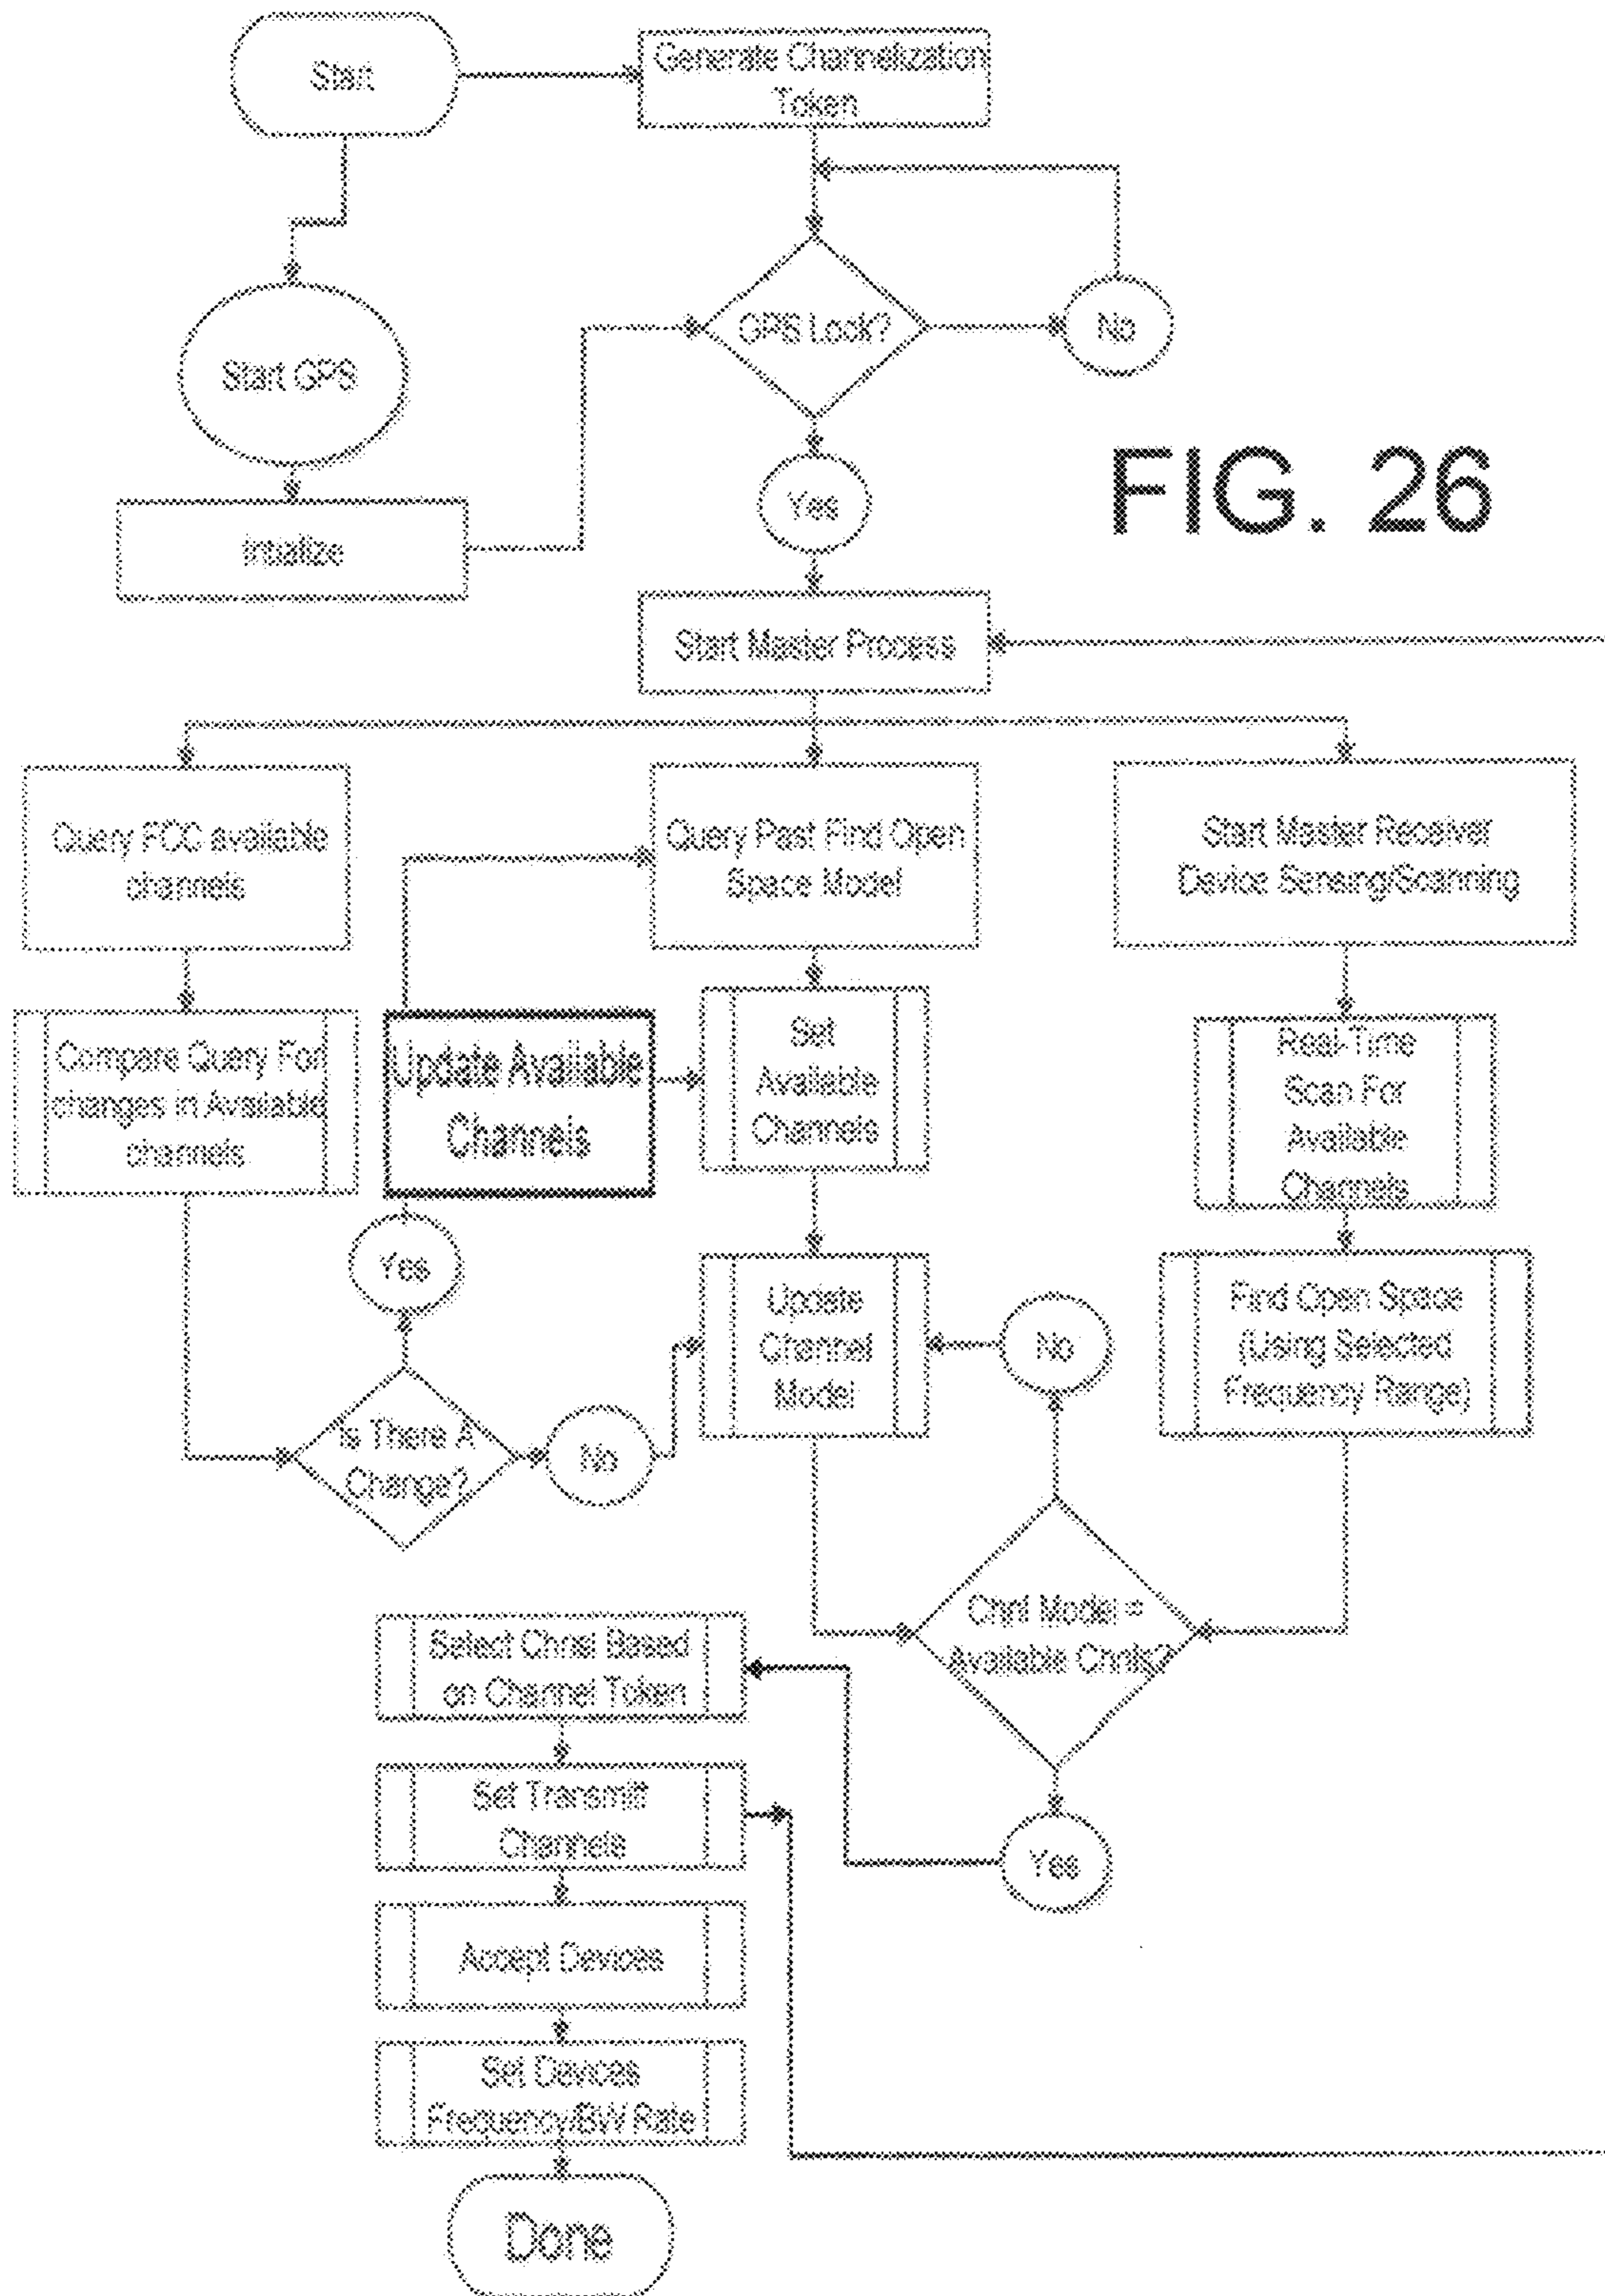 Start
Generate Channelization
Token
GPS Lock?
No
Start GPS
Yes
FIG. 26
Intialize
Start Master Process
Query FCC available
channels
Query Past Find Open
Space Model
Start Master Receiver
Device Sensing/Scanning
Compare Query For
changes in Available
channels
Update Available
Channels
Set
Available
Channels
Real-Time
Scan For
Available
Channels
Yes
Update
Channel
Model
No
Find Open Space
(Using Selected
Frequency Range)
Is There A
Change?
No
Chnl Model =
Available Chnls?
Select Chnsl Based
on Channel Token
Set Transmiff
Channels
Yes
Accept Devices
Set Devices
Frequency/BW Rate
Done